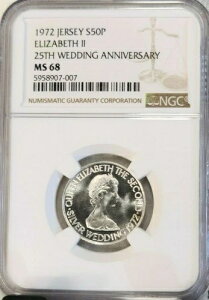 1972 JERSEY S50P
ELIZABETH II
25TH WEDDING ANNIVERSARY
MS 68
5958907-007
NUMISMATIC GUARANTY CORPORATION
NGC
QUEEN ELIZABETH THE SECOND
SILVER WEDDING 1972